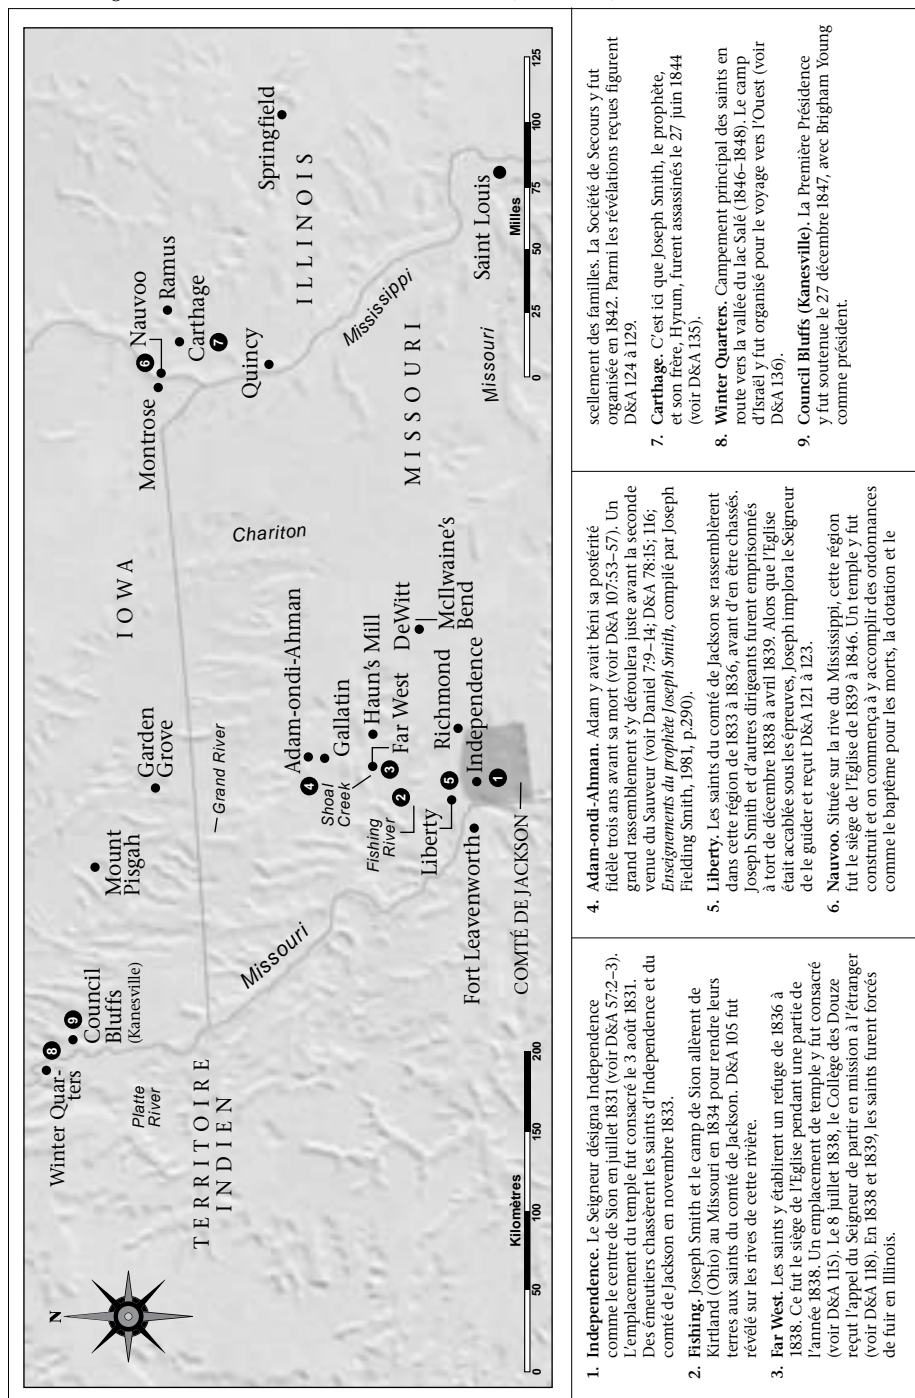 N
Winter Quar-
ters
8
9
Council
Bluffs
(Kanesville)
Platte
River
TERRITOIRE
INDIEN
Missouri
Mount
Pisgah
Garden
Grove
IOWA
Grand River
Chariton
Adam-ondi-Ahman
4
Gallatin
Shoal
Creek
Haun's Mill
3
Far West
2
Fishing
River
DeWitt
McIlwaine's
Bend
Liberty
5
Richmond
Independence
1
Fort Leavenworth
COMTÉ DE JACKSON
Montrose
6
Nauvoo
Ramus
Carthage
7
Quincy
Springfield
ILLINOIS
Mississippi
MISSOURI
Missouri
Saint Louis
Kilomètres
0
50
100
150
200
Milles
0
25
50
75
100
125
1. Independence. Le Seigneur désigna Independence
comme le centre de Sion en juillet 1831 (voir D&A 57:2–3).
L'emplacement du temple fut consacré le 3 août 1831.
Des émeutiers chassèrent les saints d'Independence et du
comté de Jackson en novembre 1833.
2. Fishing. Joseph Smith et le camp de Sion allèrent de
Kirtland (Ohio) au Missouri en 1834 pour rendre leurs
terres aux saints du comté de Jackson. D&A 105 fut
révélé sur les rives de cette rivière.
3. Far West. Les saints y établirent un refuge de 1836 à
1838. Ce fut le siège de l'Eglise pendant une partie de
l'année 1838. Un emplacement de temple y fut consacré
(voir D&A 115). Le 8 juillet 1838, le Collège des Douze
reçut l'appel du Seigneur de partir en mission à l'étranger
(voir D&A 118). En 1838 et 1839, les saints furent forcés
de fuir en Illinois.
4. Adam-ondi-Ahman. Adam y avait béni sa postérité
fidèle trois ans avant sa mort (voir D&A 107:53–57). Un
grand rassemblement s'y déroulera juste avant la seconde
venue du Sauveur (voir Daniel 7:9–14; D&A 78:15; 116;
Enseignements du prophète Joseph Smith, compilé par Joseph
Fielding Smith, 1981, p.290).
5. Liberty. Les saints du comté de Jackson se rassemblèrent
dans cette région de 1833 à 1836, avant d'en être chassés.
Joseph Smith et d'autres dirigeants furent emprisonnés
à tort de décembre 1838 à avril 1839. Alors que l'Eglise
était accablée sous les épreuves, Joseph implora le Seigneur
de le guider et reçut D&A 121 à 123.
6. Nauvoo. Située sur la rive du Mississippi, cette région
fut le siège de l'Eglise de 1839 à 1846. Un temple y fut
construit et on commença à y accomplir des ordonnances
comme le baptême pour les morts, la dotation et le
scellement des familles. La Société de Secours y fut
organisée en 1842. Parmi les révélations reçues figurent
D&A 124 à 129.
7. Carthage. C'est ici que Joseph Smith, le prophète,
et son frère, Hyrum, furent assassinés le 27 juin 1844
(voir D&A 135).
8. Winter Quarters. Campement principal des saints en
route vers la vallée du lac Salé (1846–1848). Le camp
d'Israël y fut organisé pour le voyage vers l'Ouest (voir
D&A 136).
9. Council Bluffs (Kanesville). La Première Présidence
y fut soutenue le 27 décembre 1847, avec Brigham Young
comme président.